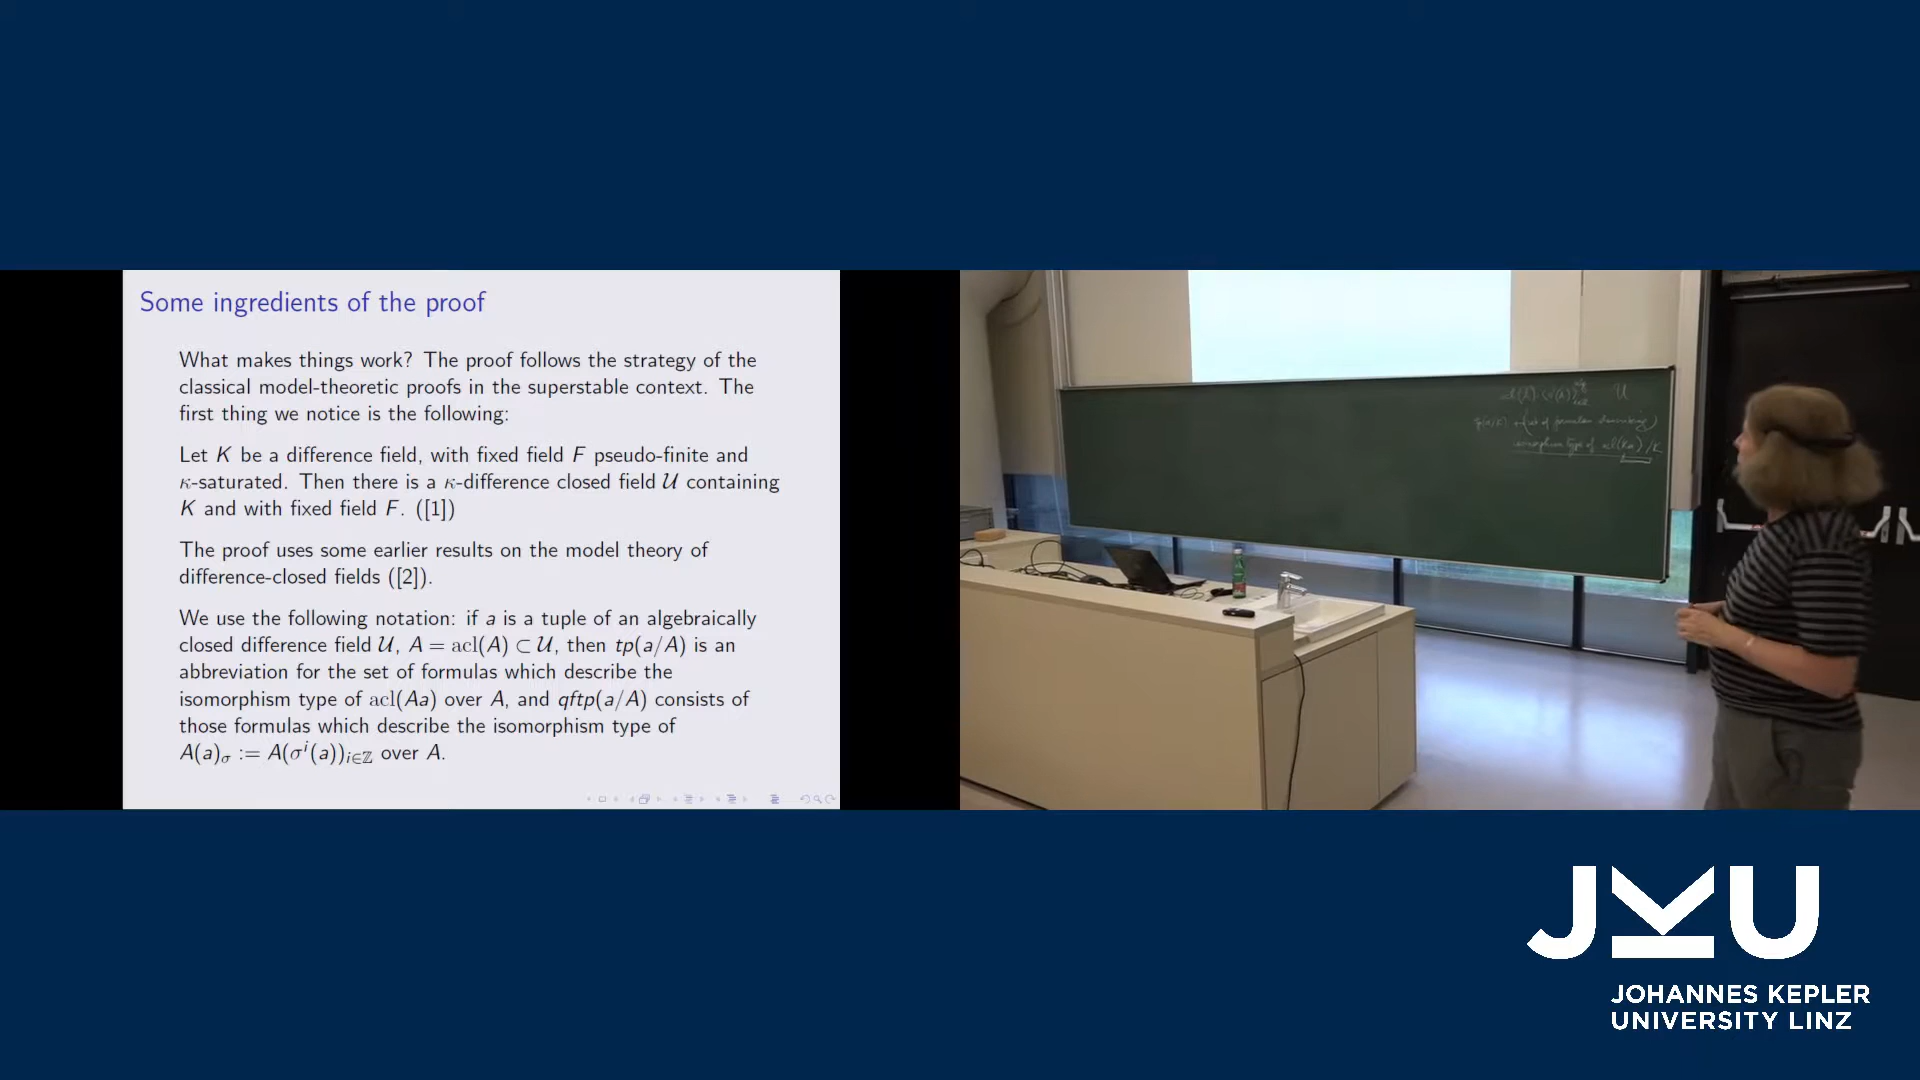 Some ingredients of the proof
What makes things work? The proof follows the strategy of the
classical model-theoretic proofs in the superstable context. The
first thing we notice is the following:
Let K be a difference field, with fixed field F pseudo-finite and
κ-saturated. Then there is a κ-difference closed field 𝒰 containing
K and with fixed field F. ([1])
The proof uses some earlier results on the model theory of
difference-closed fields ([2]).
We use the following notation: if a is a tuple of an algebraically
closed difference field 𝒰, A = acl(A) ⊂ 𝒰, then tp(a/A) is an
abbreviation for the set of formulas which describe the
isomorphism type of acl(Aa) over A, and qftp(a/A) consists of
those formulas which describe the isomorphism type of
A(a)_σ := A(σ^i(a))_{i∈ℤ} over A.
U
isomorphism type of acl(Ka)/K
JKU
JOHANNES KEPLER
UNIVERSITY LINZ